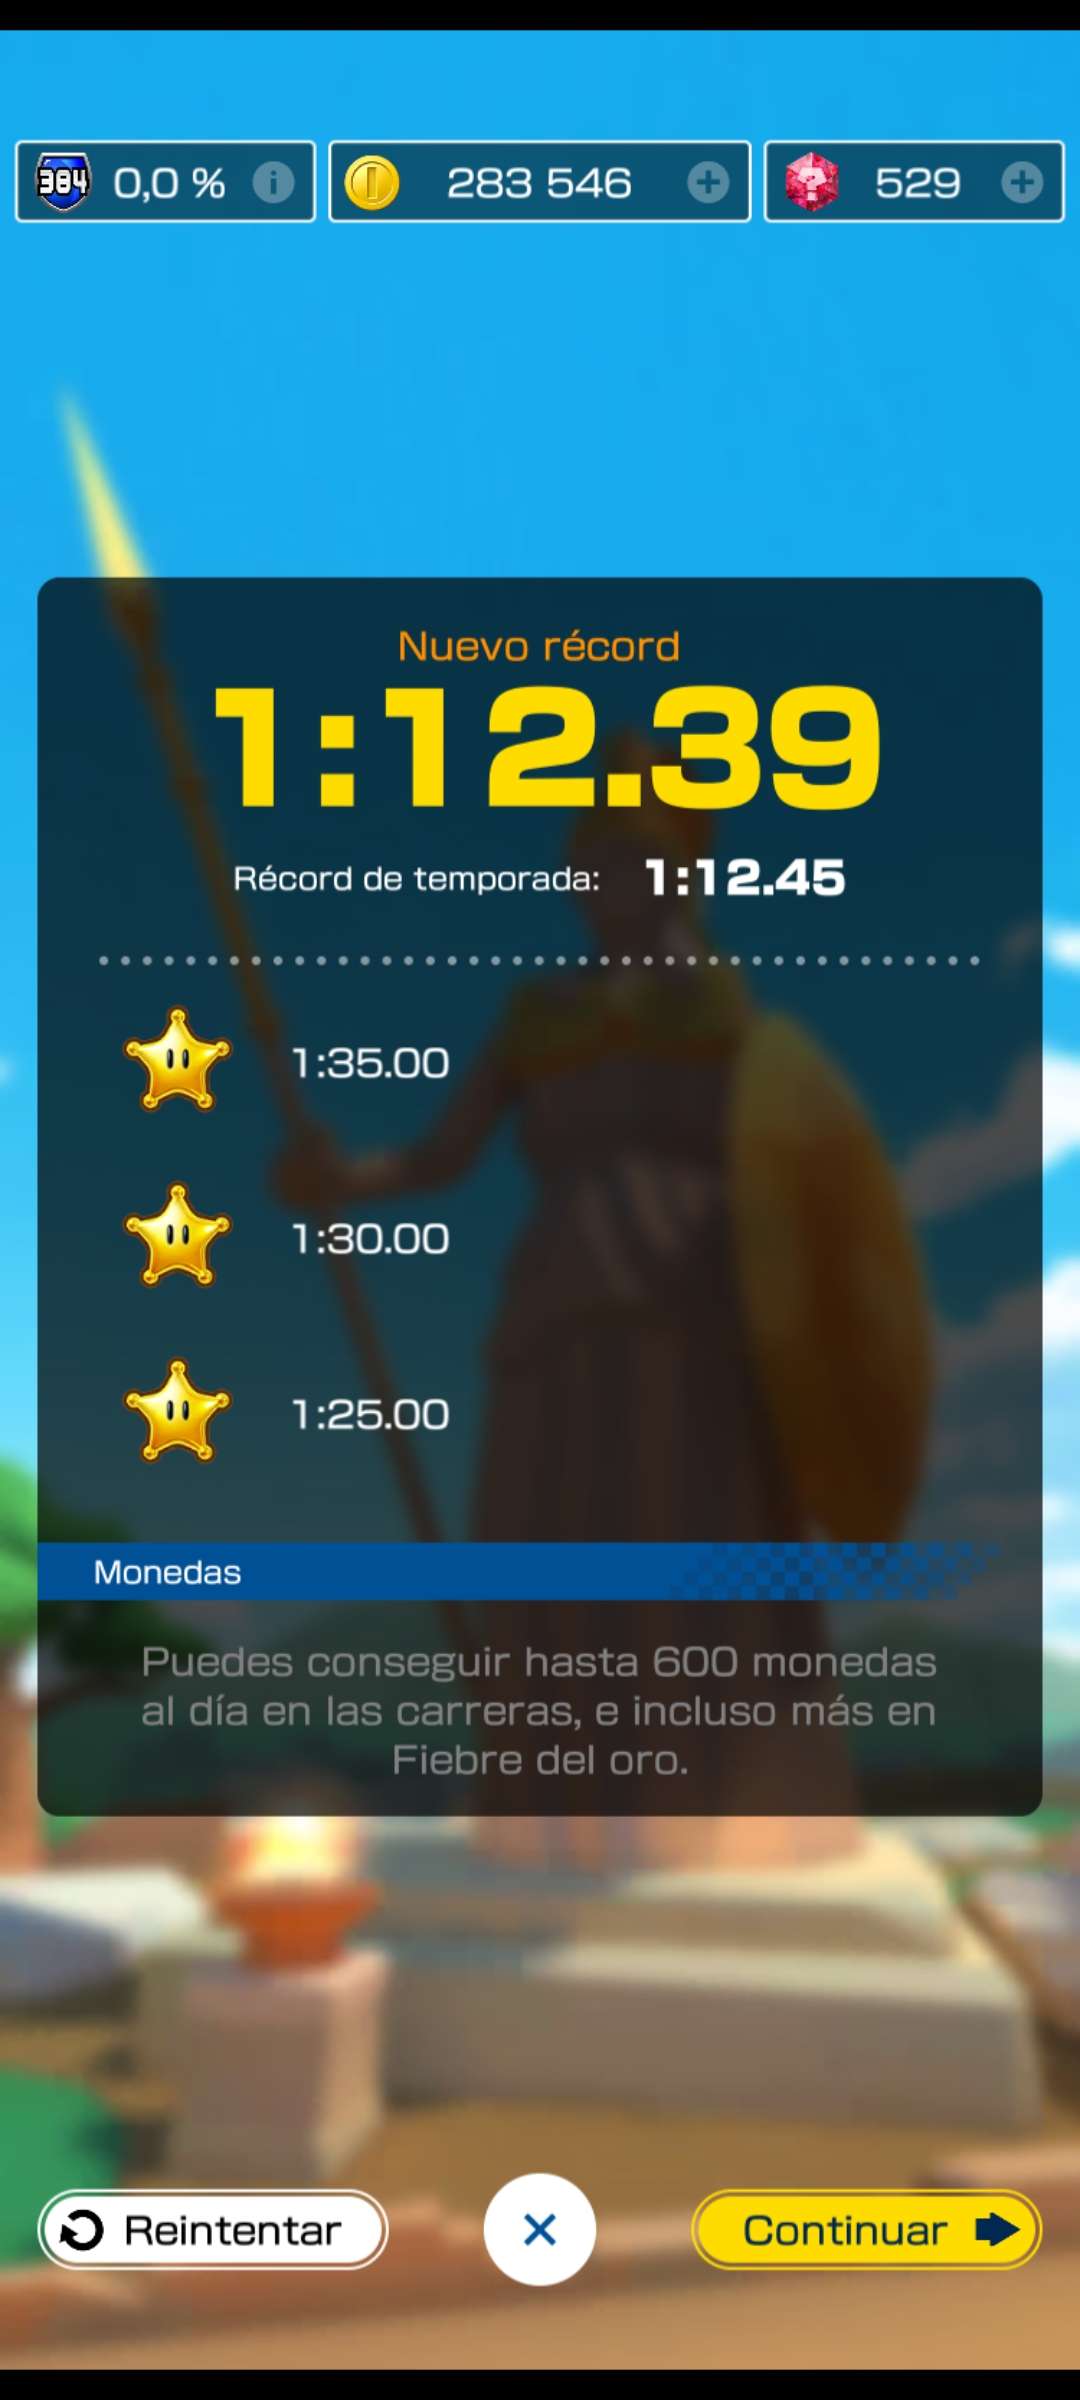 384 0,0 % i 283 546 + ? 529 +
Nuevo récord
1:12.39
Récord de temporada: 1:12.45
1:35.00
1:30.00
1:25.00
Monedas
Puedes conseguir hasta 600 monedas
al día en las carreras, e incluso más en
Fiebre del oro.
Reintentar × Continuar